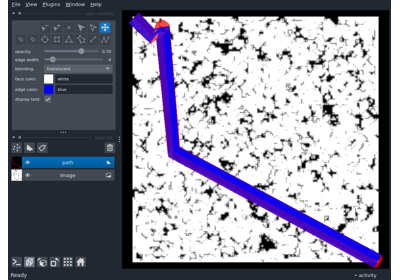 File View Plugins Window Help
opacity: 0.70
edge width: 4
blending: translucent
face color: white
edge color: blue
display text: ✓
path
Image
Ready
activity